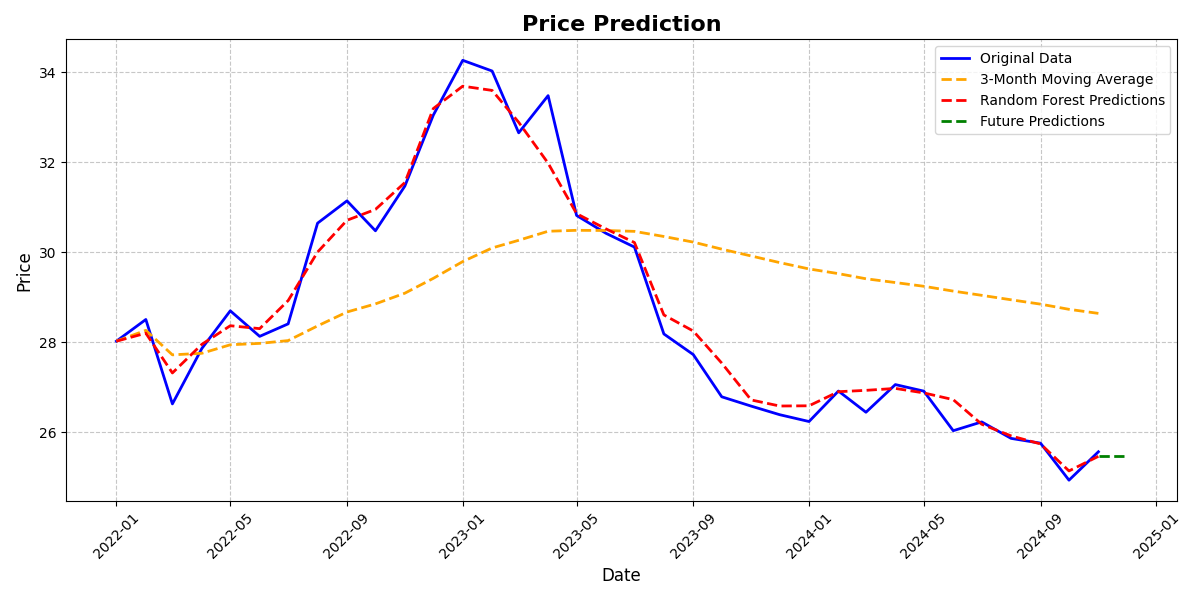 Price Prediction
Original Data
3-Month Moving Average
Random Forest Predictions
Future Predictions
Price
34
32
30
28
26
2022-01
2022-05
2022-09
2023-01
2023-05
2023-09
2024-01
2024-05
2024-09
2025-01
Date